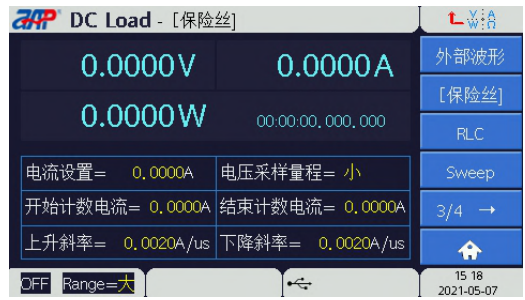 ZAP DC Load - [保险丝]
0.0000V 0.0000A
0.0000W 00:00:00.000.000
电流设置= 0.0000A 电压采样量程= 小
开始计数电流= 0.0000A 结束计数电流= 0.0000A
上升斜率= 0.0020A/us 下降斜率= 0.0020A/us
OFF Range=大
外部波形
[保险丝]
RLC
Sweep
3/4 →
15 18
2021-05-07